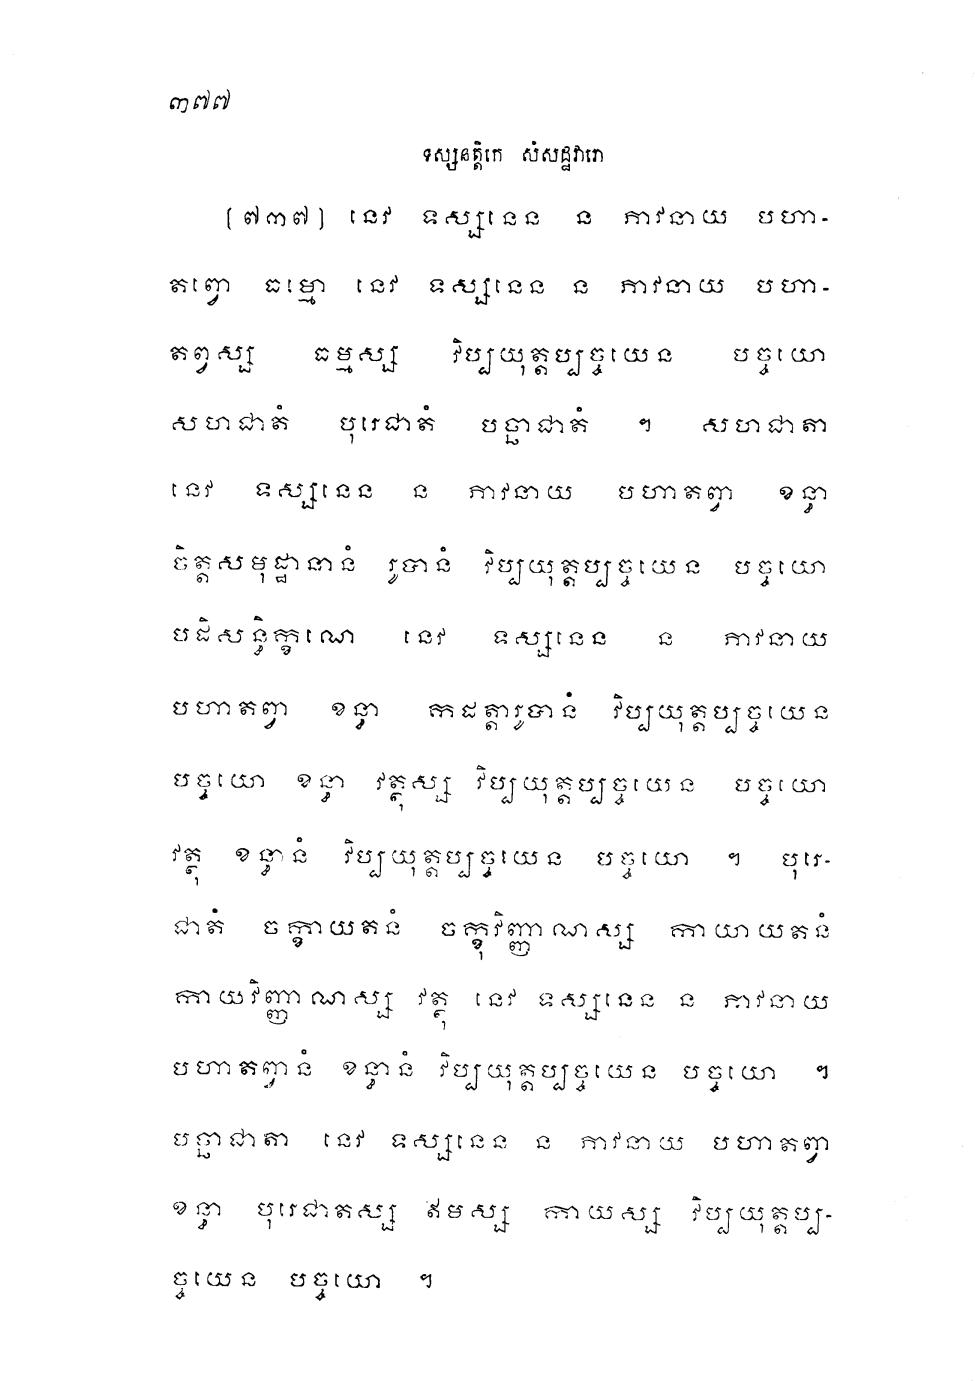 ៣៧៧
ទស្សនត្តិកេ សំសដ្ឋវារោ
(៧៣៧) នេវ ទស្សនេន ន ភាវនាយ បហា-
តព្វោ ធម្មោ នេវ ទស្សនេន ន ភាវនាយ បហា-
តព្វស្ស ធម្មស្ស វិប្បយុត្តប្បច្ចយេន បច្ចយោ
សហជាតំ បុរេជាតំ បច្ឆាជាតំ ។ សហជាតា
នេវ ទស្សនេន ន ភាវនាយ បហាតព្វា ខន្ធា
ចិត្តសមុដ្ឋានានំ រូបានំ វិប្បយុត្តប្បច្ចយេន បច្ចយោ
បដិសន្ធិក្ខណេ នេវ ទស្សនេន ន ភាវនាយ
បហាតព្វា ខន្ធា កដត្តារូបានំ វិប្បយុត្តប្បច្ចយេន
បច្ចយោ ខន្ធា វត្ថុស្ស វិប្បយុត្តប្បច្ចយេន បច្ចយោ
វត្ថុ ខន្ធានំ វិប្បយុត្តប្បច្ចយេន បច្ចយោ ។ បុរេ-
ជាតំ ចក្ខាយតនំ ចក្ខុវិញ្ញាណស្ស កាយាយតនំ
កាយវិញ្ញាណស្ស វត្ថុ នេវ ទស្សនេន ន ភាវនាយ
បហាតព្វានំ ខន្ធានំ វិប្បយុត្តប្បច្ចយេន បច្ចយោ ។
បច្ឆាជាតា នេវ ទស្សនេន ន ភាវនាយ បហាតព្វា
ខន្ធា បុរេជាតស្ស ឥមស្ស កាយស្ស វិប្បយុត្តប្ប-
ច្ចយេន បច្ចយោ ។